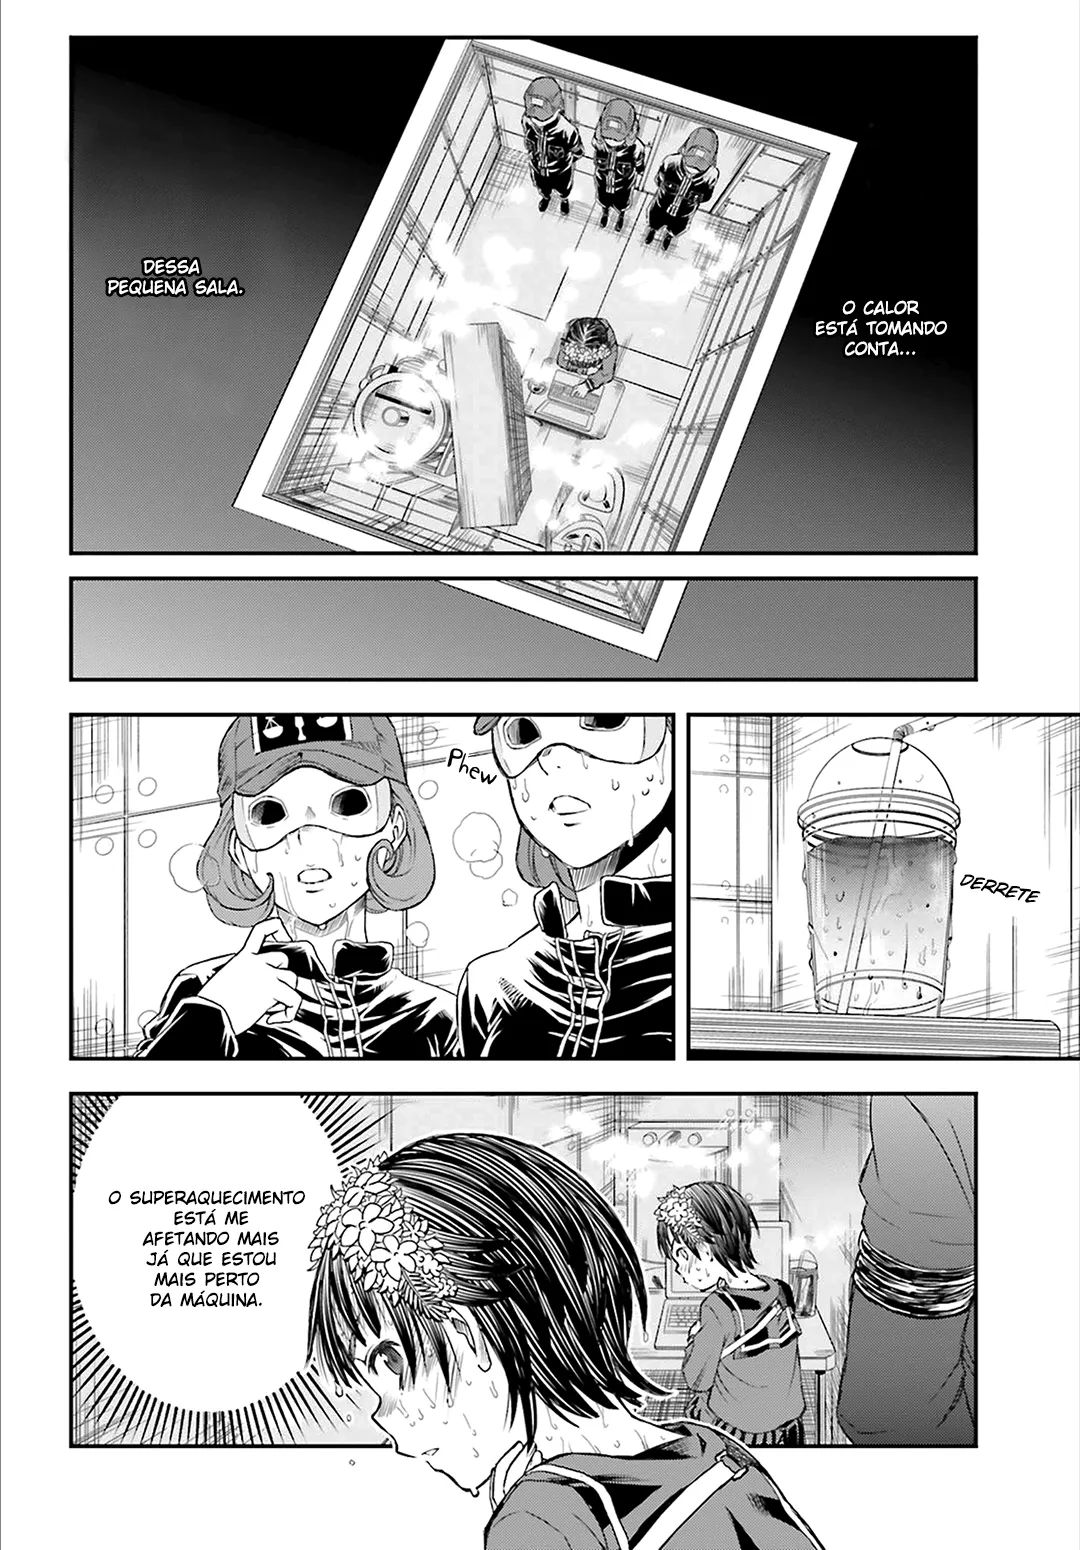 O CALOR
ESTÁ TOMANDO
CONTA...
DESSA
PEQUENA SALA.
DERRETE
Phew
O SUPERAQUECIMENTO
ESTÁ ME
AFETANDO MAIS
JÁ QUE ESTOU
MAIS PERTO
DA MÁQUINA.